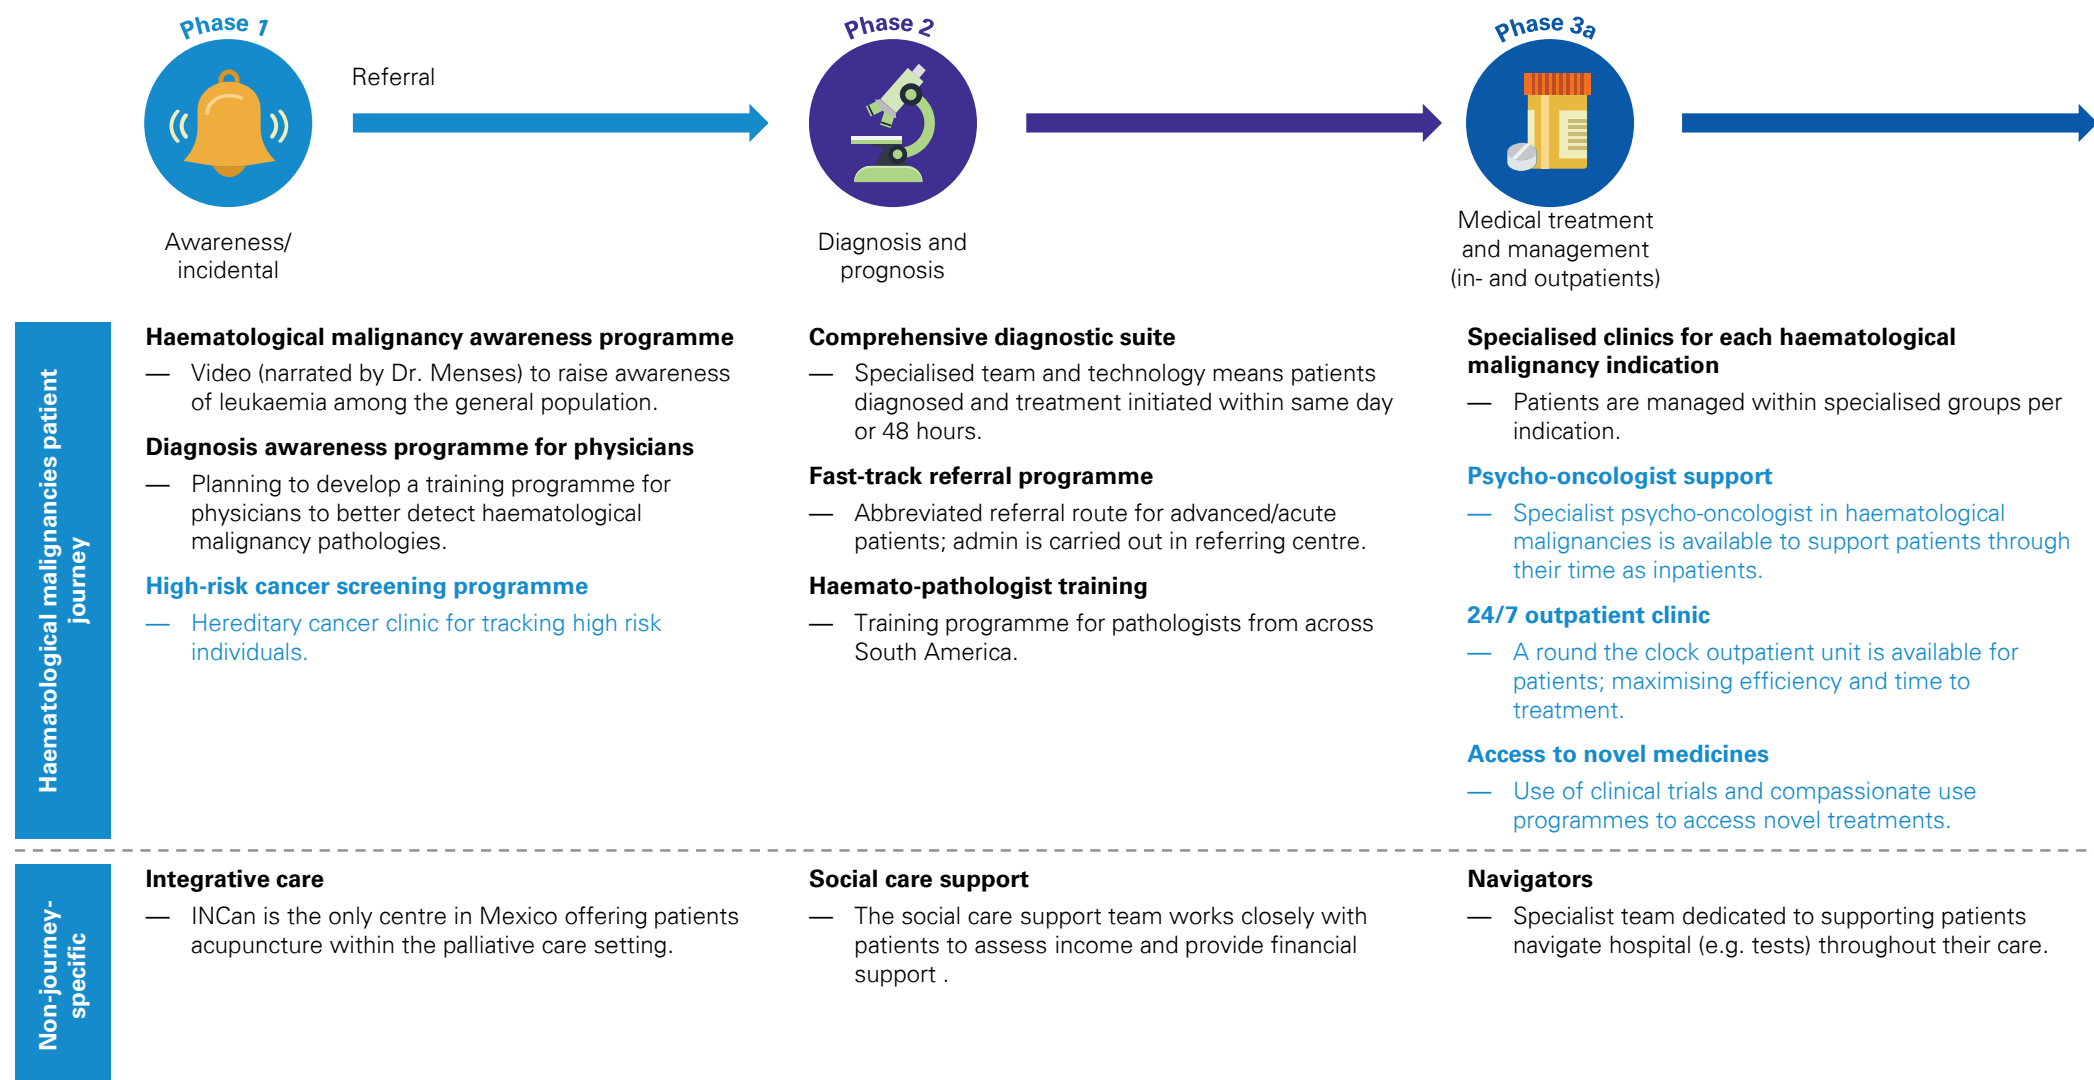 Phase 1
Referral
Awareness/
incidental
Phase 2
Diagnosis and
prognosis
Phase 3a
Medical treatment
and management
(in- and outpatients)
Haematological malignancies patient
journey
Haematological malignancy awareness programme
— Video (narrated by Dr. Menses) to raise awareness
of leukaemia among the general population.
Diagnosis awareness programme for physicians
— Planning to develop a training programme for
physicians to better detect haematological
malignancy pathologies.
High-risk cancer screening programme
— Hereditary cancer clinic for tracking high risk
individuals.
Comprehensive diagnostic suite
— Specialised team and technology means patients
diagnosed and treatment initiated within same day
or 48 hours.
Fast-track referral programme
— Abbreviated referral route for advanced/acute
patients; admin is carried out in referring centre.
Haemato-pathologist training
— Training programme for pathologists from across
South America.
Specialised clinics for each haematological
malignancy indication
— Patients are managed within specialised groups per
indication.
Psycho-oncologist support
— Specialist psycho-oncologist in haematological
malignancies is available to support patients through
their time as inpatients.
24/7 outpatient clinic
— A round the clock outpatient unit is available for
patients; maximising efficiency and time to
treatment.
Access to novel medicines
— Use of clinical trials and compassionate use
programmes to access novel treatments.
Non-journey-
specific
Integrative care
— INCan is the only centre in Mexico offering patients
acupuncture within the palliative care setting.
Social care support
— The social care support team works closely with
patients to assess income and provide financial
support .
Navigators
— Specialist team dedicated to supporting patients
navigate hospital (e.g. tests) throughout their care.